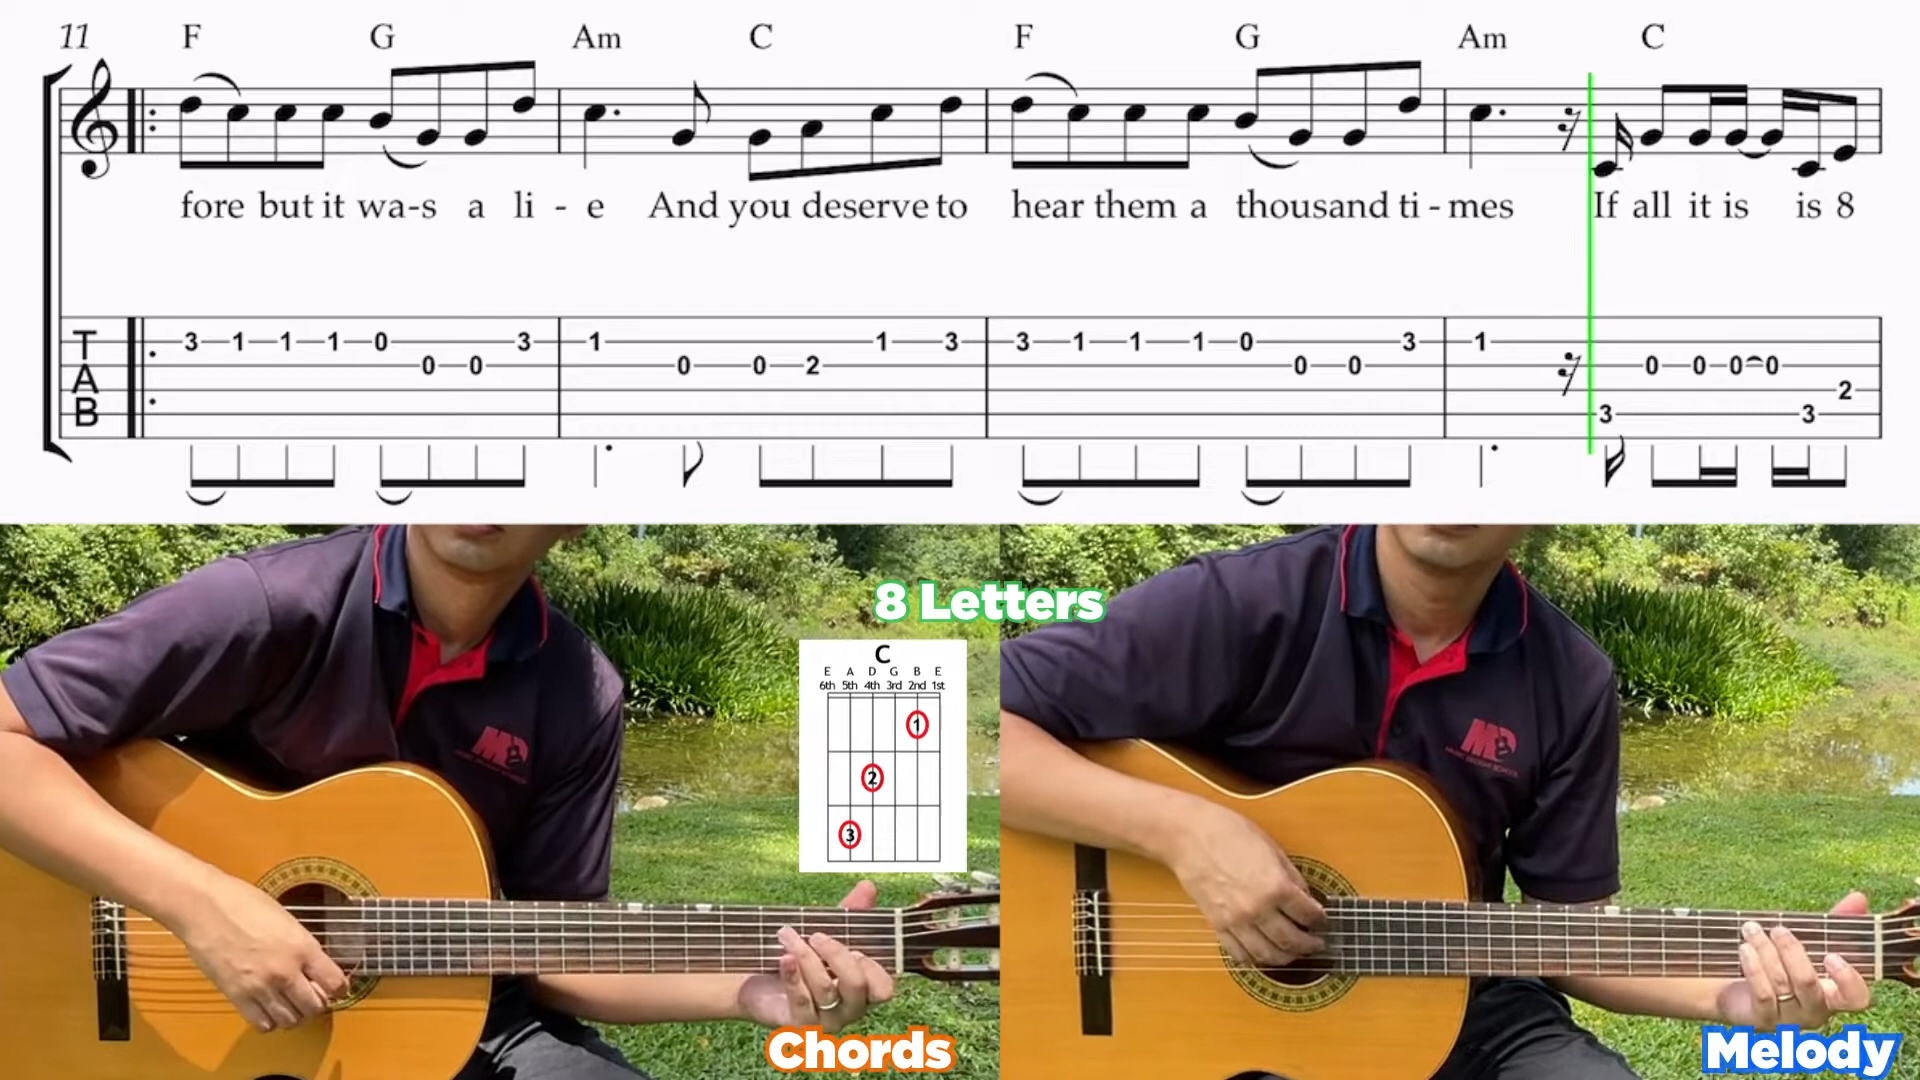 11 F G Am C F G Am C
fore but it wa-s a li - e And you deserve to hear them a thousand ti - mes If all it is is 8
T 3 1 1 1 0 3 1 1 3 3 1 1 1 0 3 1
A 0 0 0 0 2 0 0 0 0 0 0
2
B 3 3
8 Letters
C
E A D G B E
6th 5th 4th 3rd 2nd 1st
1
2
3
MD
Chords
Melody